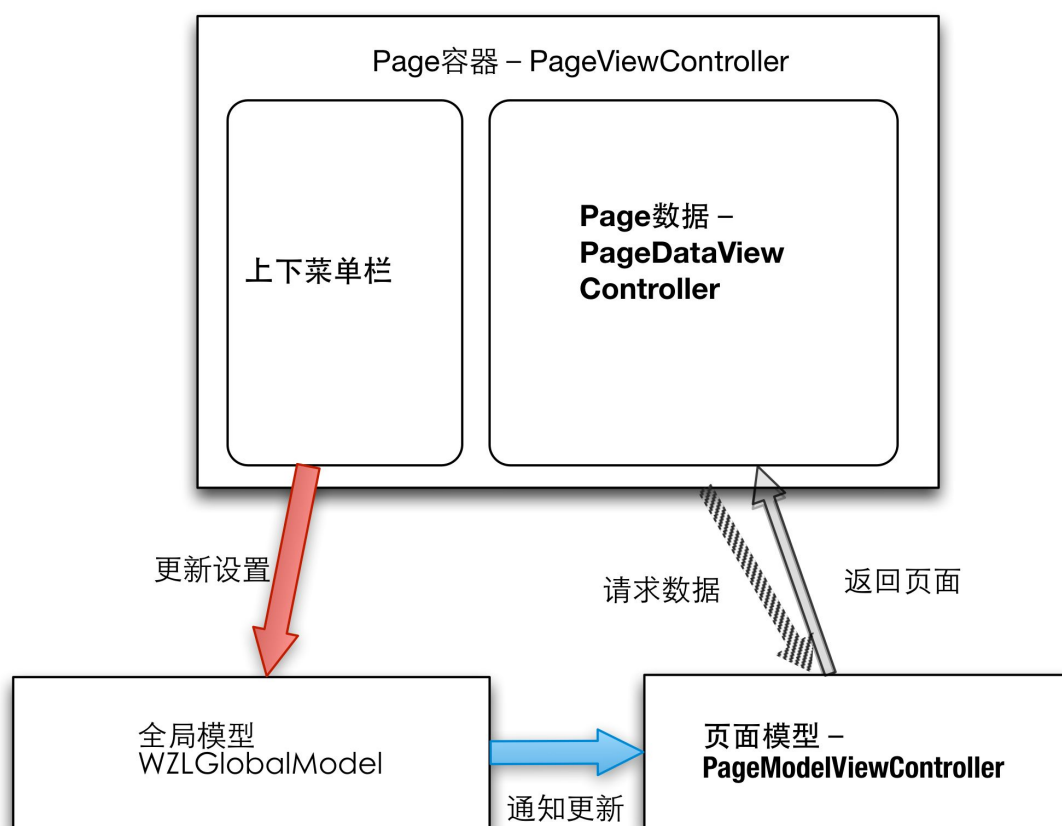 Page容器 – PageViewController
上下菜单栏
Page数据 –
PageDataView
Controller
更新设置
请求数据
返回页面
全局模型
WZLGlobalModel
通知更新
页面模型 –
PageModelViewController